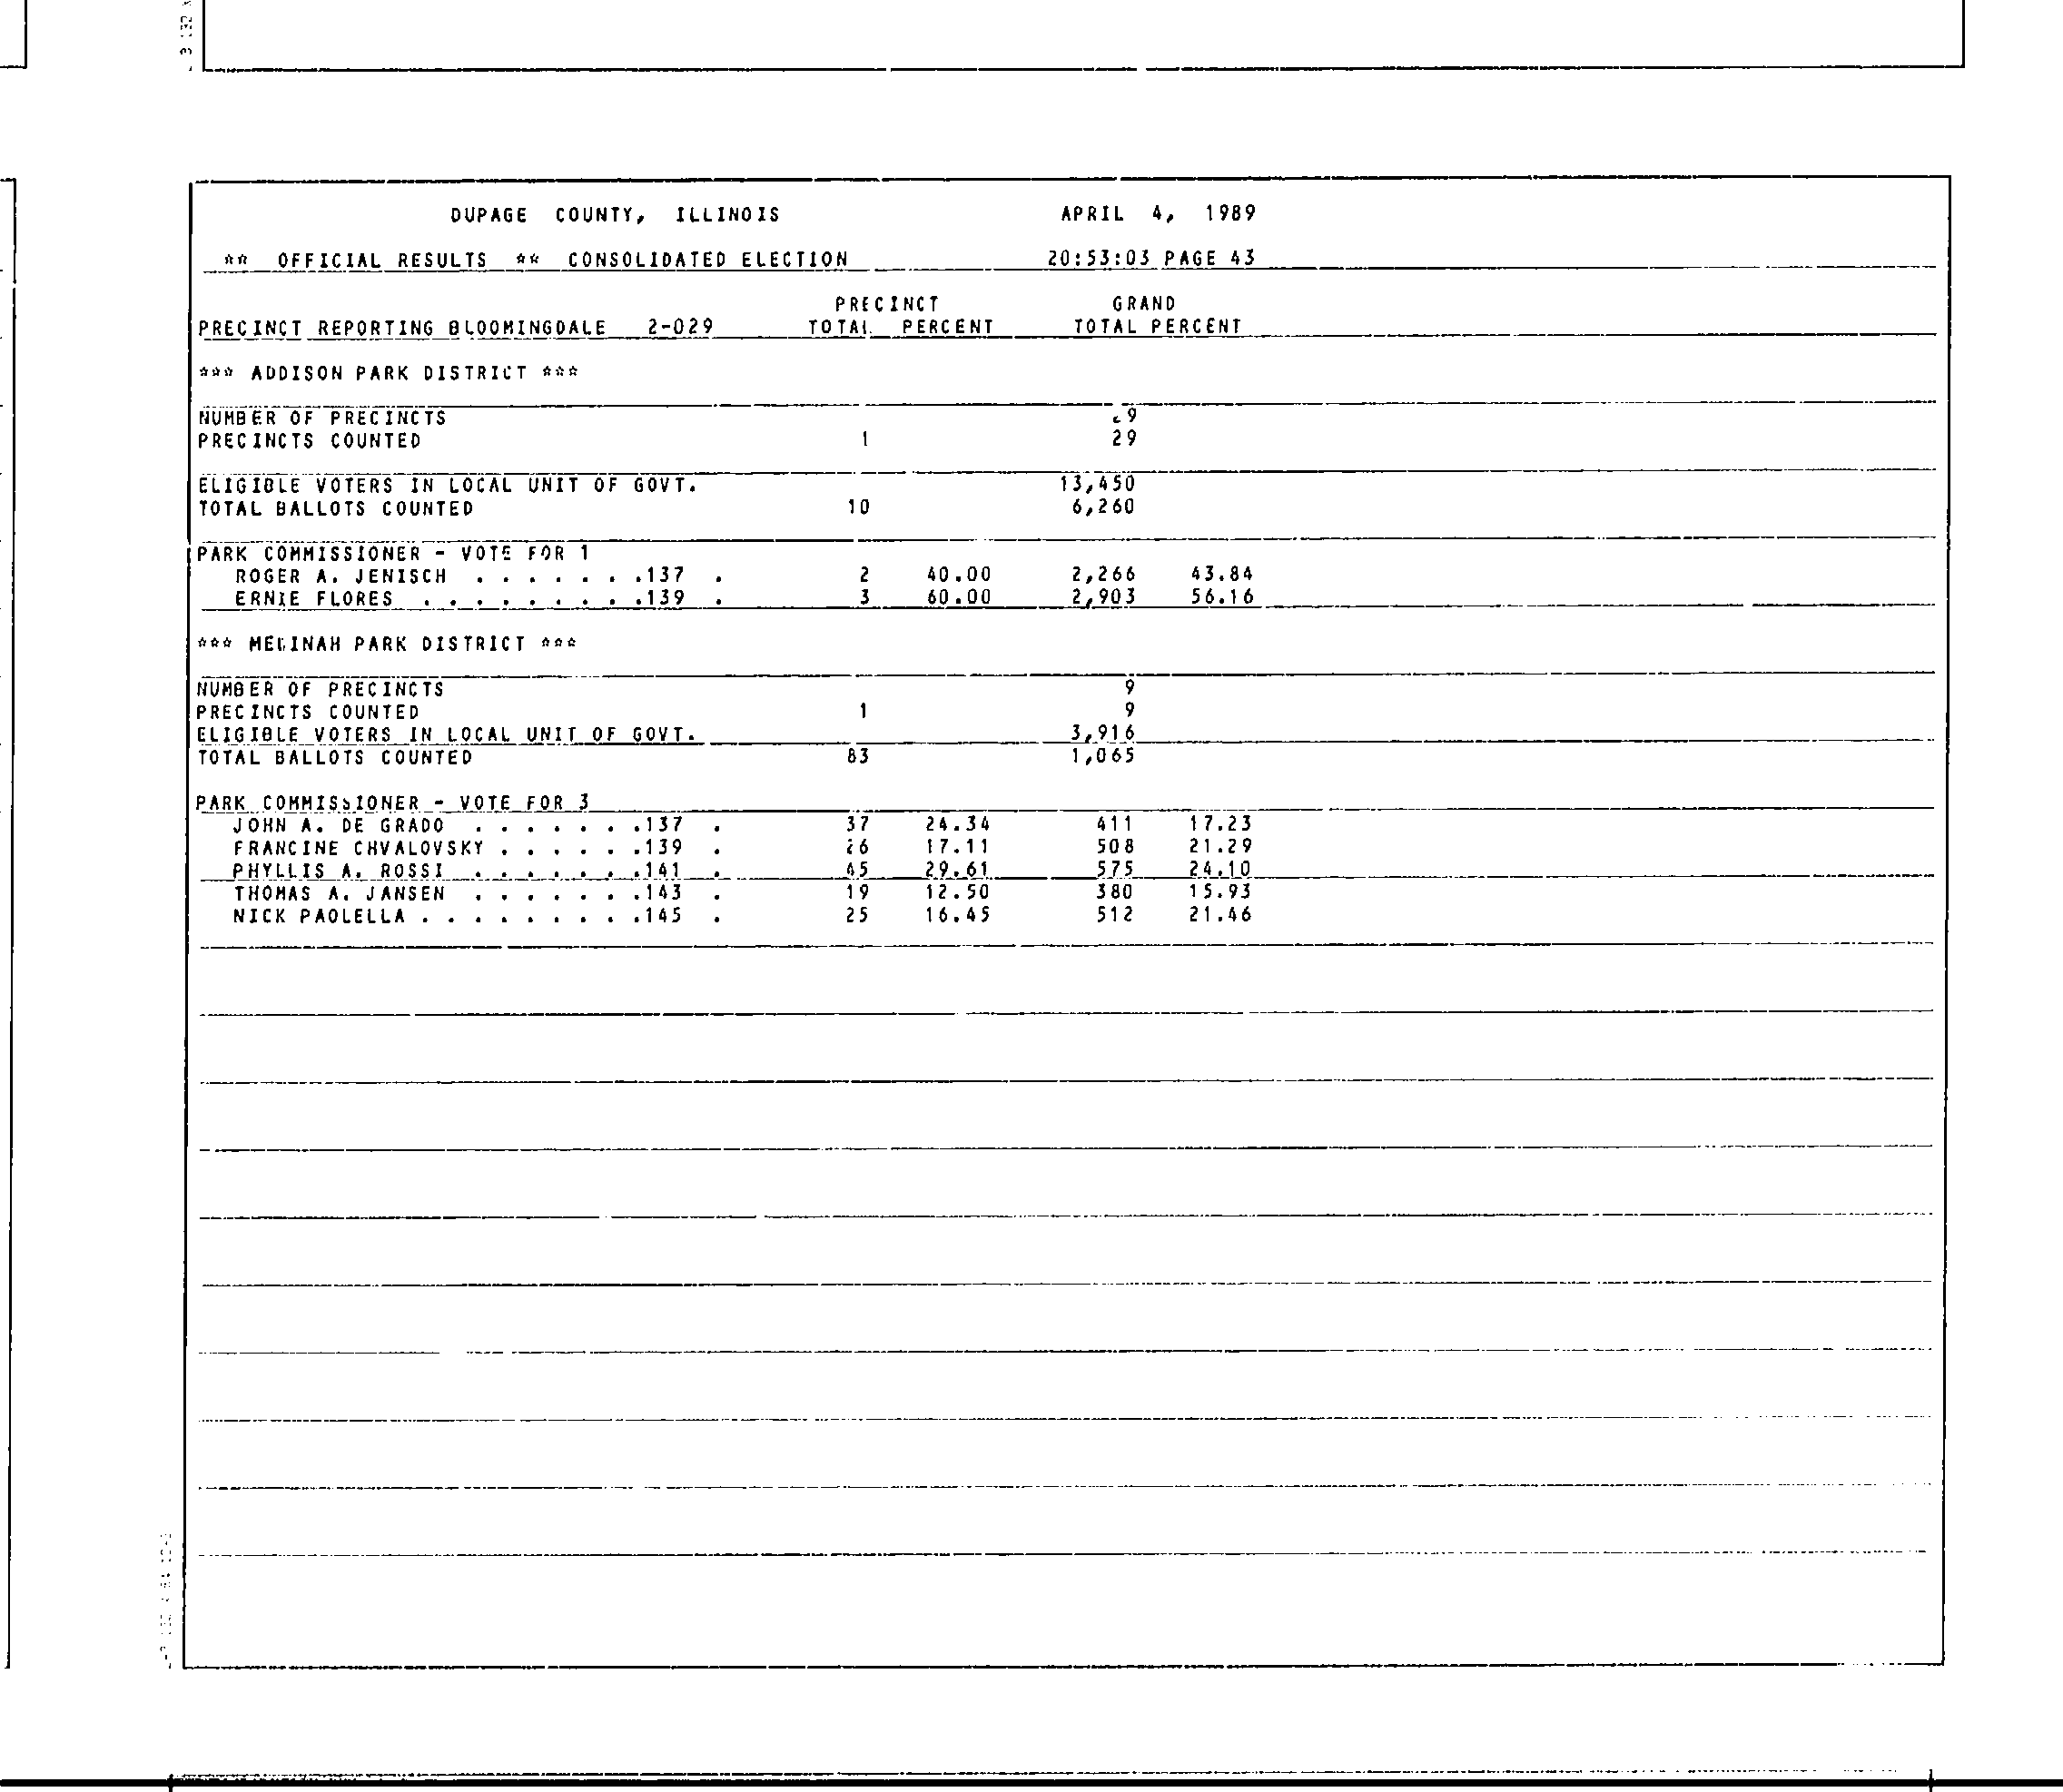 DUPAGE COUNTY, ILLINOIS APRIL 4, 1989
** OFFICIAL RESULTS ** CONSOLIDATED ELECTION 20:53:03 PAGE 43
PRECINCT GRAND
PRECINCT REPORTING BLOOMINGDALE 2-029 TOTAL PERCENT TOTAL PERCENT
*** ADDISON PARK DISTRICT ***
NUMBER OF PRECINCTS 29
PRECINCTS COUNTED 1 29
ELIGIBLE VOTERS IN LOCAL UNIT OF GOVT. 13,450
TOTAL BALLOTS COUNTED 10 6,260
PARK COMMISSIONER - VOTE FOR 1
ROGER A. JENISCH . . . . . . .137 . 2 40.00 2,266 43.84
ERNIE FLORES . . . . . . . . .139 . 3 60.00 2,903 56.16
*** MEDINAH PARK DISTRICT ***
NUMBER OF PRECINCTS 9
PRECINCTS COUNTED 1 9
ELIGIBLE VOTERS IN LOCAL UNIT OF GOVT. 3,916
TOTAL BALLOTS COUNTED 83 1,065
PARK COMMISSIONER - VOTE FOR 3
JOHN A. DE GRADO . . . . . . .137 . 37 24.34 411 17.23
FRANCINE CHVALOVSKY . . . . . .139 . 26 17.11 508 21.29
PHYLLIS A. ROSSI . . . . . . .141 . 45 29.61 575 24.10
THOMAS A. JANSEN . . . . . . .143 . 19 12.50 380 15.93
NICK PAOLELLA . . . . . . . . .145 . 25 16.45 512 21.46